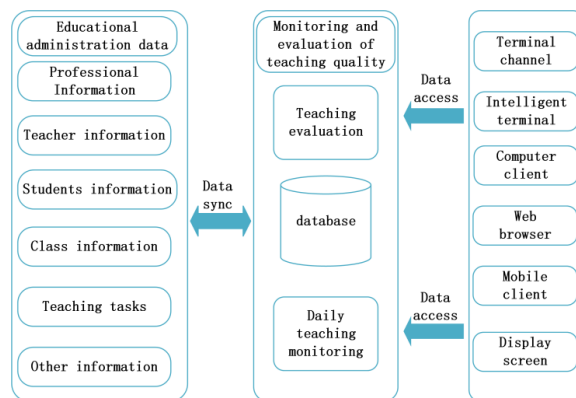 Educational
administration data
Professional
Information
Teacher information
Students information
Class information
Teaching tasks
Other information
Data
sync
Monitoring and
evaluation of
teaching quality
Teaching
evaluation
database
Daily
teaching
monitoring
Data
access
Data
access
Terminal
channel
Intelligent
terminal
Computer
client
Web
browser
Mobile
client
Display
screen